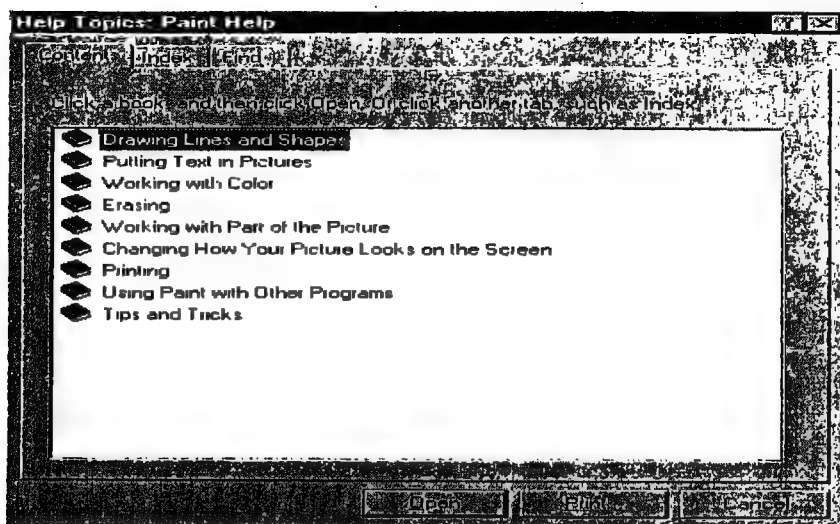 Help Topics: Paint Help
Contents Index Find
Click a book, and then click Open. Or click another tab, such as Index.
Drawing Lines and Shapes
Putting Text in Pictures
Working with Color
Erasing
Working with Part of the Picture
Changing How Your Picture Looks on the Screen
Printing
Using Paint with Other Programs
Tips and Tricks
Open Print Cancel